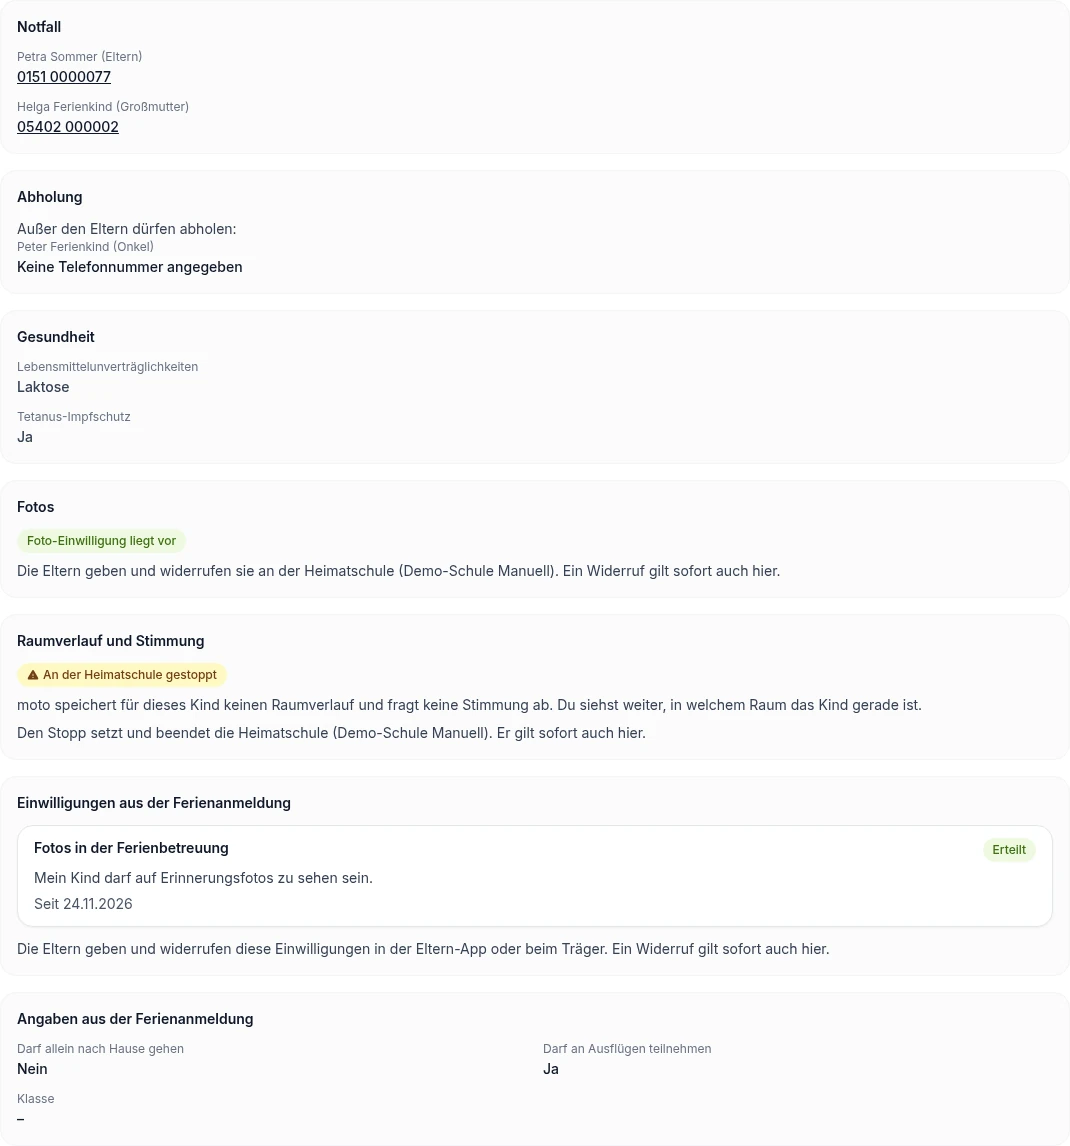 Notfall
Petra Sommer (Eltern)
0151 0000077
Helga Ferienkind (Großmutter)
05402 000002
Abholung
Außer den Eltern dürfen abholen:
Peter Ferienkind (Onkel)
Keine Telefonnummer angegeben
Gesundheit
Lebensmittelunverträglichkeiten
Laktose
Tetanus-Impfschutz
Ja
Fotos
Foto-Einwilligung liegt vor
Die Eltern geben und widerrufen sie an der Heimatschule (Demo-Schule Manuell). Ein Widerruf gilt sofort auch hier.
Raumverlauf und Stimmung
An der Heimatschule gestoppt
moto speichert für dieses Kind keinen Raumverlauf und fragt keine Stimmung ab. Du siehst weiter, in welchem Raum das Kind gerade ist.
Den Stopp setzt und beendet die Heimatschule (Demo-Schule Manuell). Er gilt sofort auch hier.
Einwilligungen aus der Ferienanmeldung
Fotos in der Ferienbetreuung
Erteilt
Mein Kind darf auf Erinnerungsfotos zu sehen sein.
Seit 24.11.2026
Die Eltern geben und widerrufen diese Einwilligungen in der Eltern-App oder beim Träger. Ein Widerruf gilt sofort auch hier.
Angaben aus der Ferienanmeldung
Darf allein nach Hause gehen
Nein
Darf an Ausflügen teilnehmen
Ja
Klasse
–